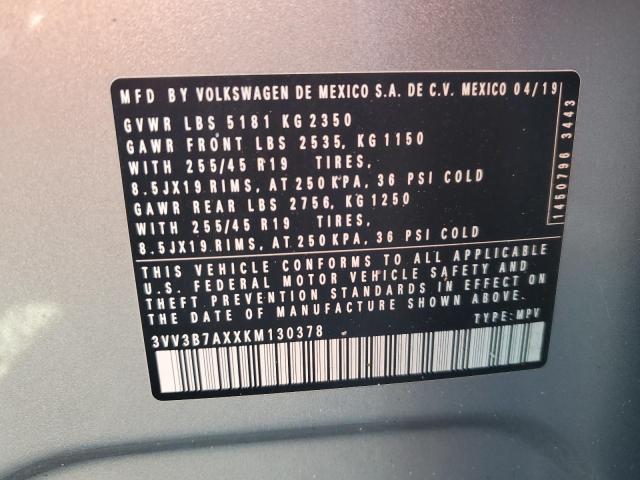 MFD BY VOLKSWAGEN DE MEXICO S.A. DE C.V. MEXICO 04/19
GVWR LBS 5181 KG 2350
GAWR FRONT LBS 2535, KG 1150
WITH 255/45 R19 TIRES,
8.5JX19 RIMS, AT 250 KPA, 36 PSI COLD
GAWR REAR LBS 2756, KG 1250
WITH 255/45 R19 TIRES,
8.5JX19 RIMS, AT 250 KPA, 36 PSI COLD
THIS VEHICLE CONFORMS TO ALL APPLICABLE
U.S. FEDERAL MOTOR VEHICLE SAFETY AND
THEFT PREVENTION STANDARDS IN EFFECT ON
THE DATE OF MANUFACTURE SHOWN ABOVE.
3VV3B7AXXKM130378 TYPE: MPV
1450796 3443